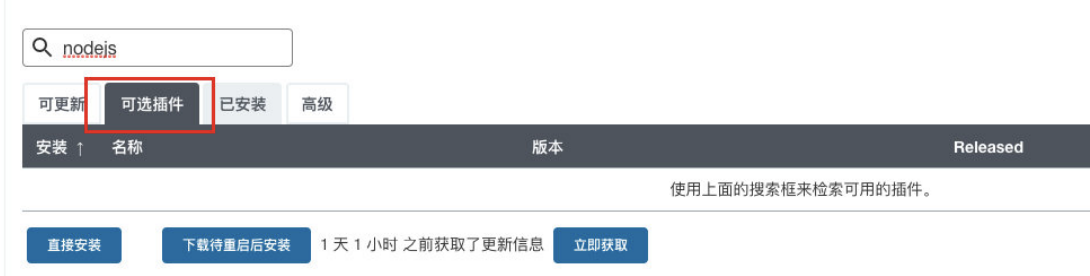 nodejs
可更新 可选插件 已安装 高级
安装 ↑ 名称 版本 Released
使用上面的搜索框来检索可用的插件。
直接安装 下载待重启后安装 1 天 1 小时 之前获取了更新信息 立即获取